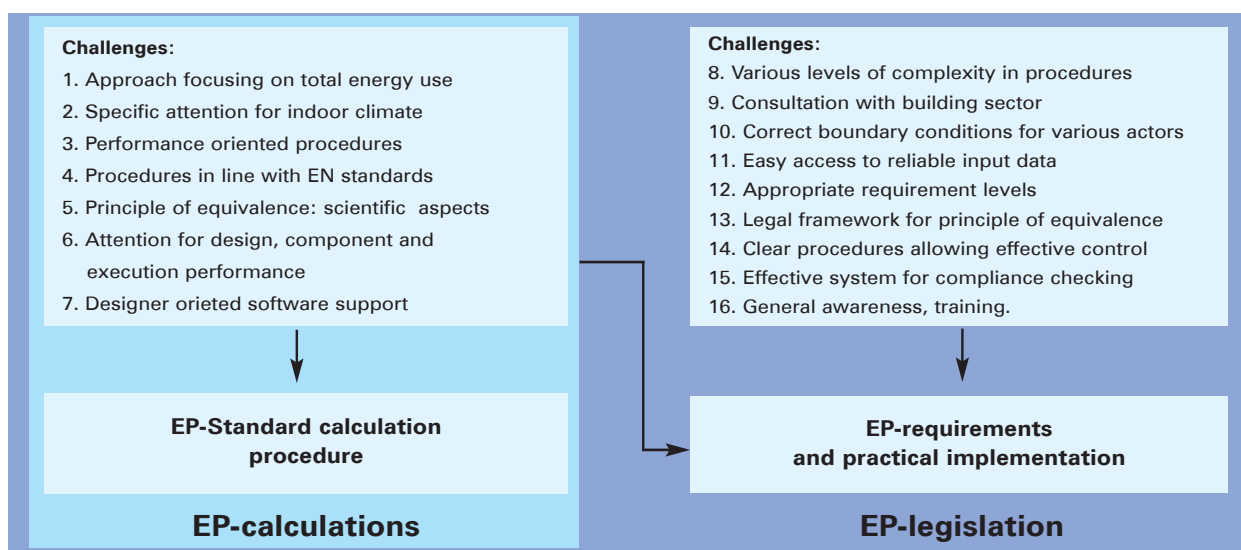 Challenges:
1. Approach focusing on total energy use
2. Specific attention for indoor climate
3. Performance oriented procedures
4. Procedures in line with EN standards
5. Principle of equivalence: scientific aspects
6. Attention for design, component and
execution performance
7. Designer orieted software support
EP-Standard calculation
procedure
EP-calculations
Challenges:
8. Various levels of complexity in procedures
9. Consultation with building sector
10. Correct boundary conditions for various actors
11. Easy access to reliable input data
12. Appropriate requirement levels
13. Legal framework for principle of equivalence
14. Clear procedures allowing effective control
15. Effective system for compliance checking
16. General awareness, training.
EP-requirements
and practical implementation
EP-legislation